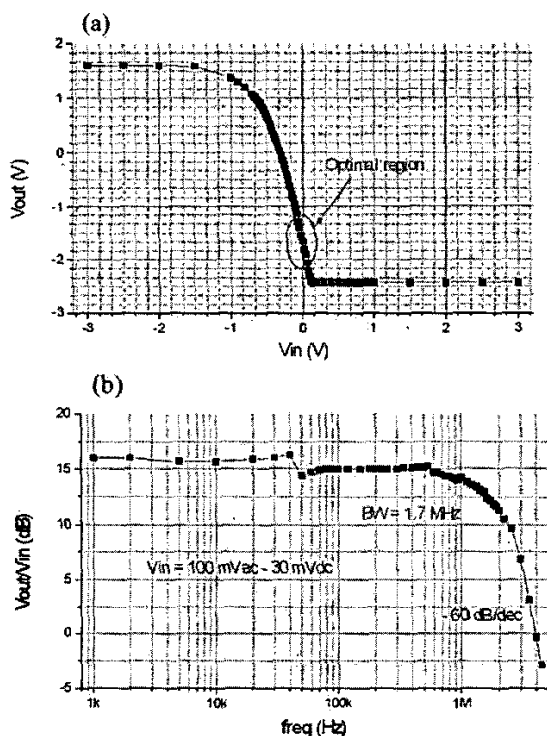 (a)
2
1
0
-1
-2
-3
Vout (V)
Optimal region
-3 -2 -1 0 1 2 3
Vin (V)
(b)
20
15
10
5
0
-5
Vout/Vin (dB)
BW = 1.7 MHz
Vin = 100 mVac - 30 mVdc
- 60 dB/dec
1k 10k 100k 1M
freq (Hz)